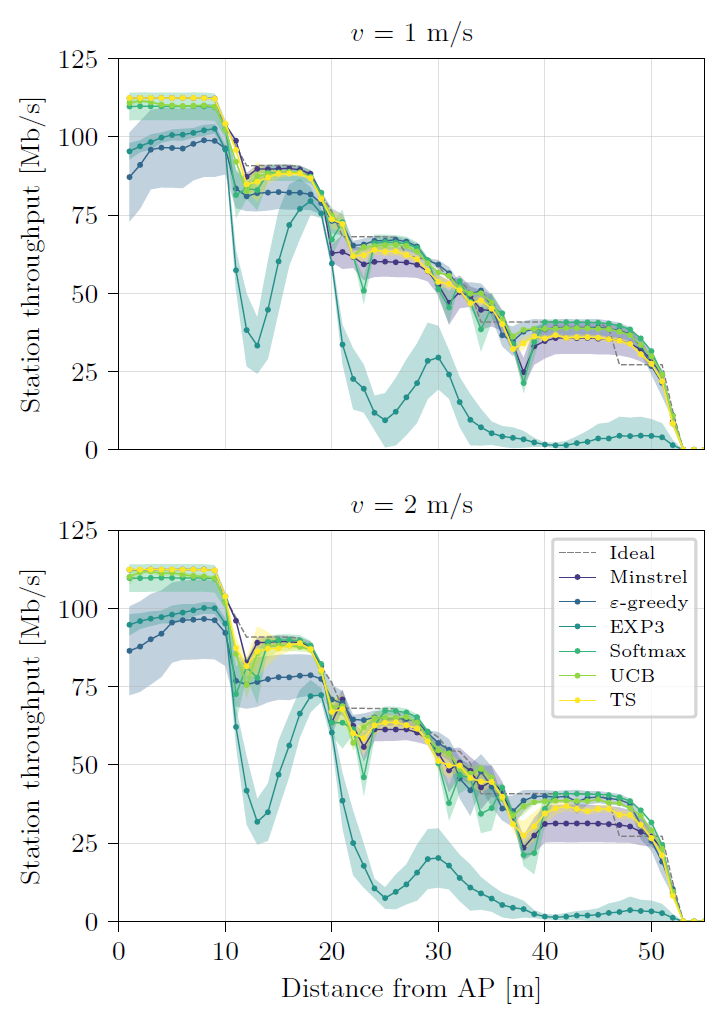 v = 1 m/s
125
100
75
50
25
0
Station throughput [Mb/s]
v = 2 m/s
125
100
75
50
25
0
Station throughput [Mb/s]
Ideal
Minstrel
ε-greedy
EXP3
Softmax
UCB
TS
0 10 20 30 40 50
Distance from AP [m]